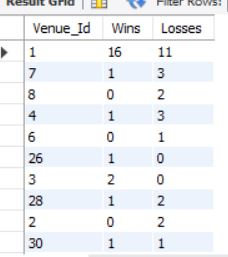 Result Grid Filter Rows:
Venue_Id Wins Losses
1 16 11
7 1 3
8 0 2
4 1 3
6 0 1
26 1 0
3 2 0
28 1 2
2 0 2
30 1 1